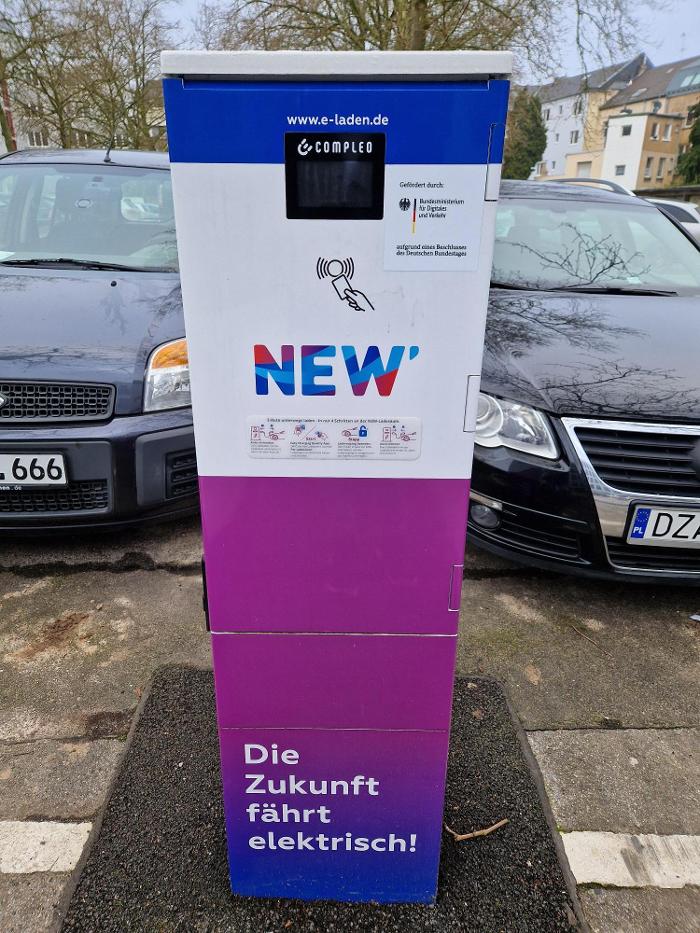 www.e-laden.de
COMPLEO
Gefördert durch:
Bundesministerium
für Digitales
und Verkehr
aufgrund eines Beschlusses
des Deutschen Bundestages
NEW'
666
PL
DZ
Die
Zukunft
fährt
elektrisch!